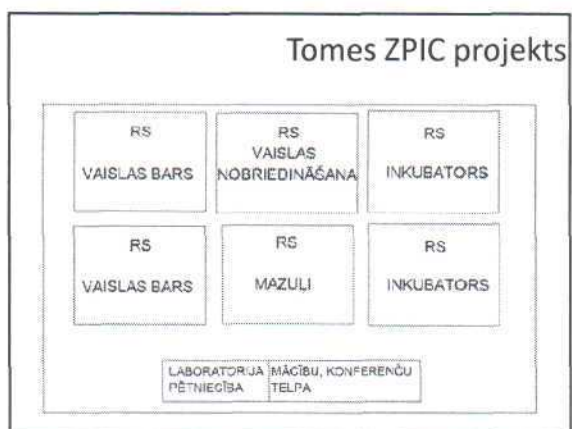 Tomes ZPIC projekts
RS
VAISLAS BARS
RS
VAISLAS
NOBRIEDINĀŠANA
RS
INKUBATORS
RS
VAISLAS BARS
RS
MAZUĻI
RS
INKUBATORS
LABORATORIJA
PĒTNIECĪBA
MĀCĪBU, KONFERENČU
TELPA